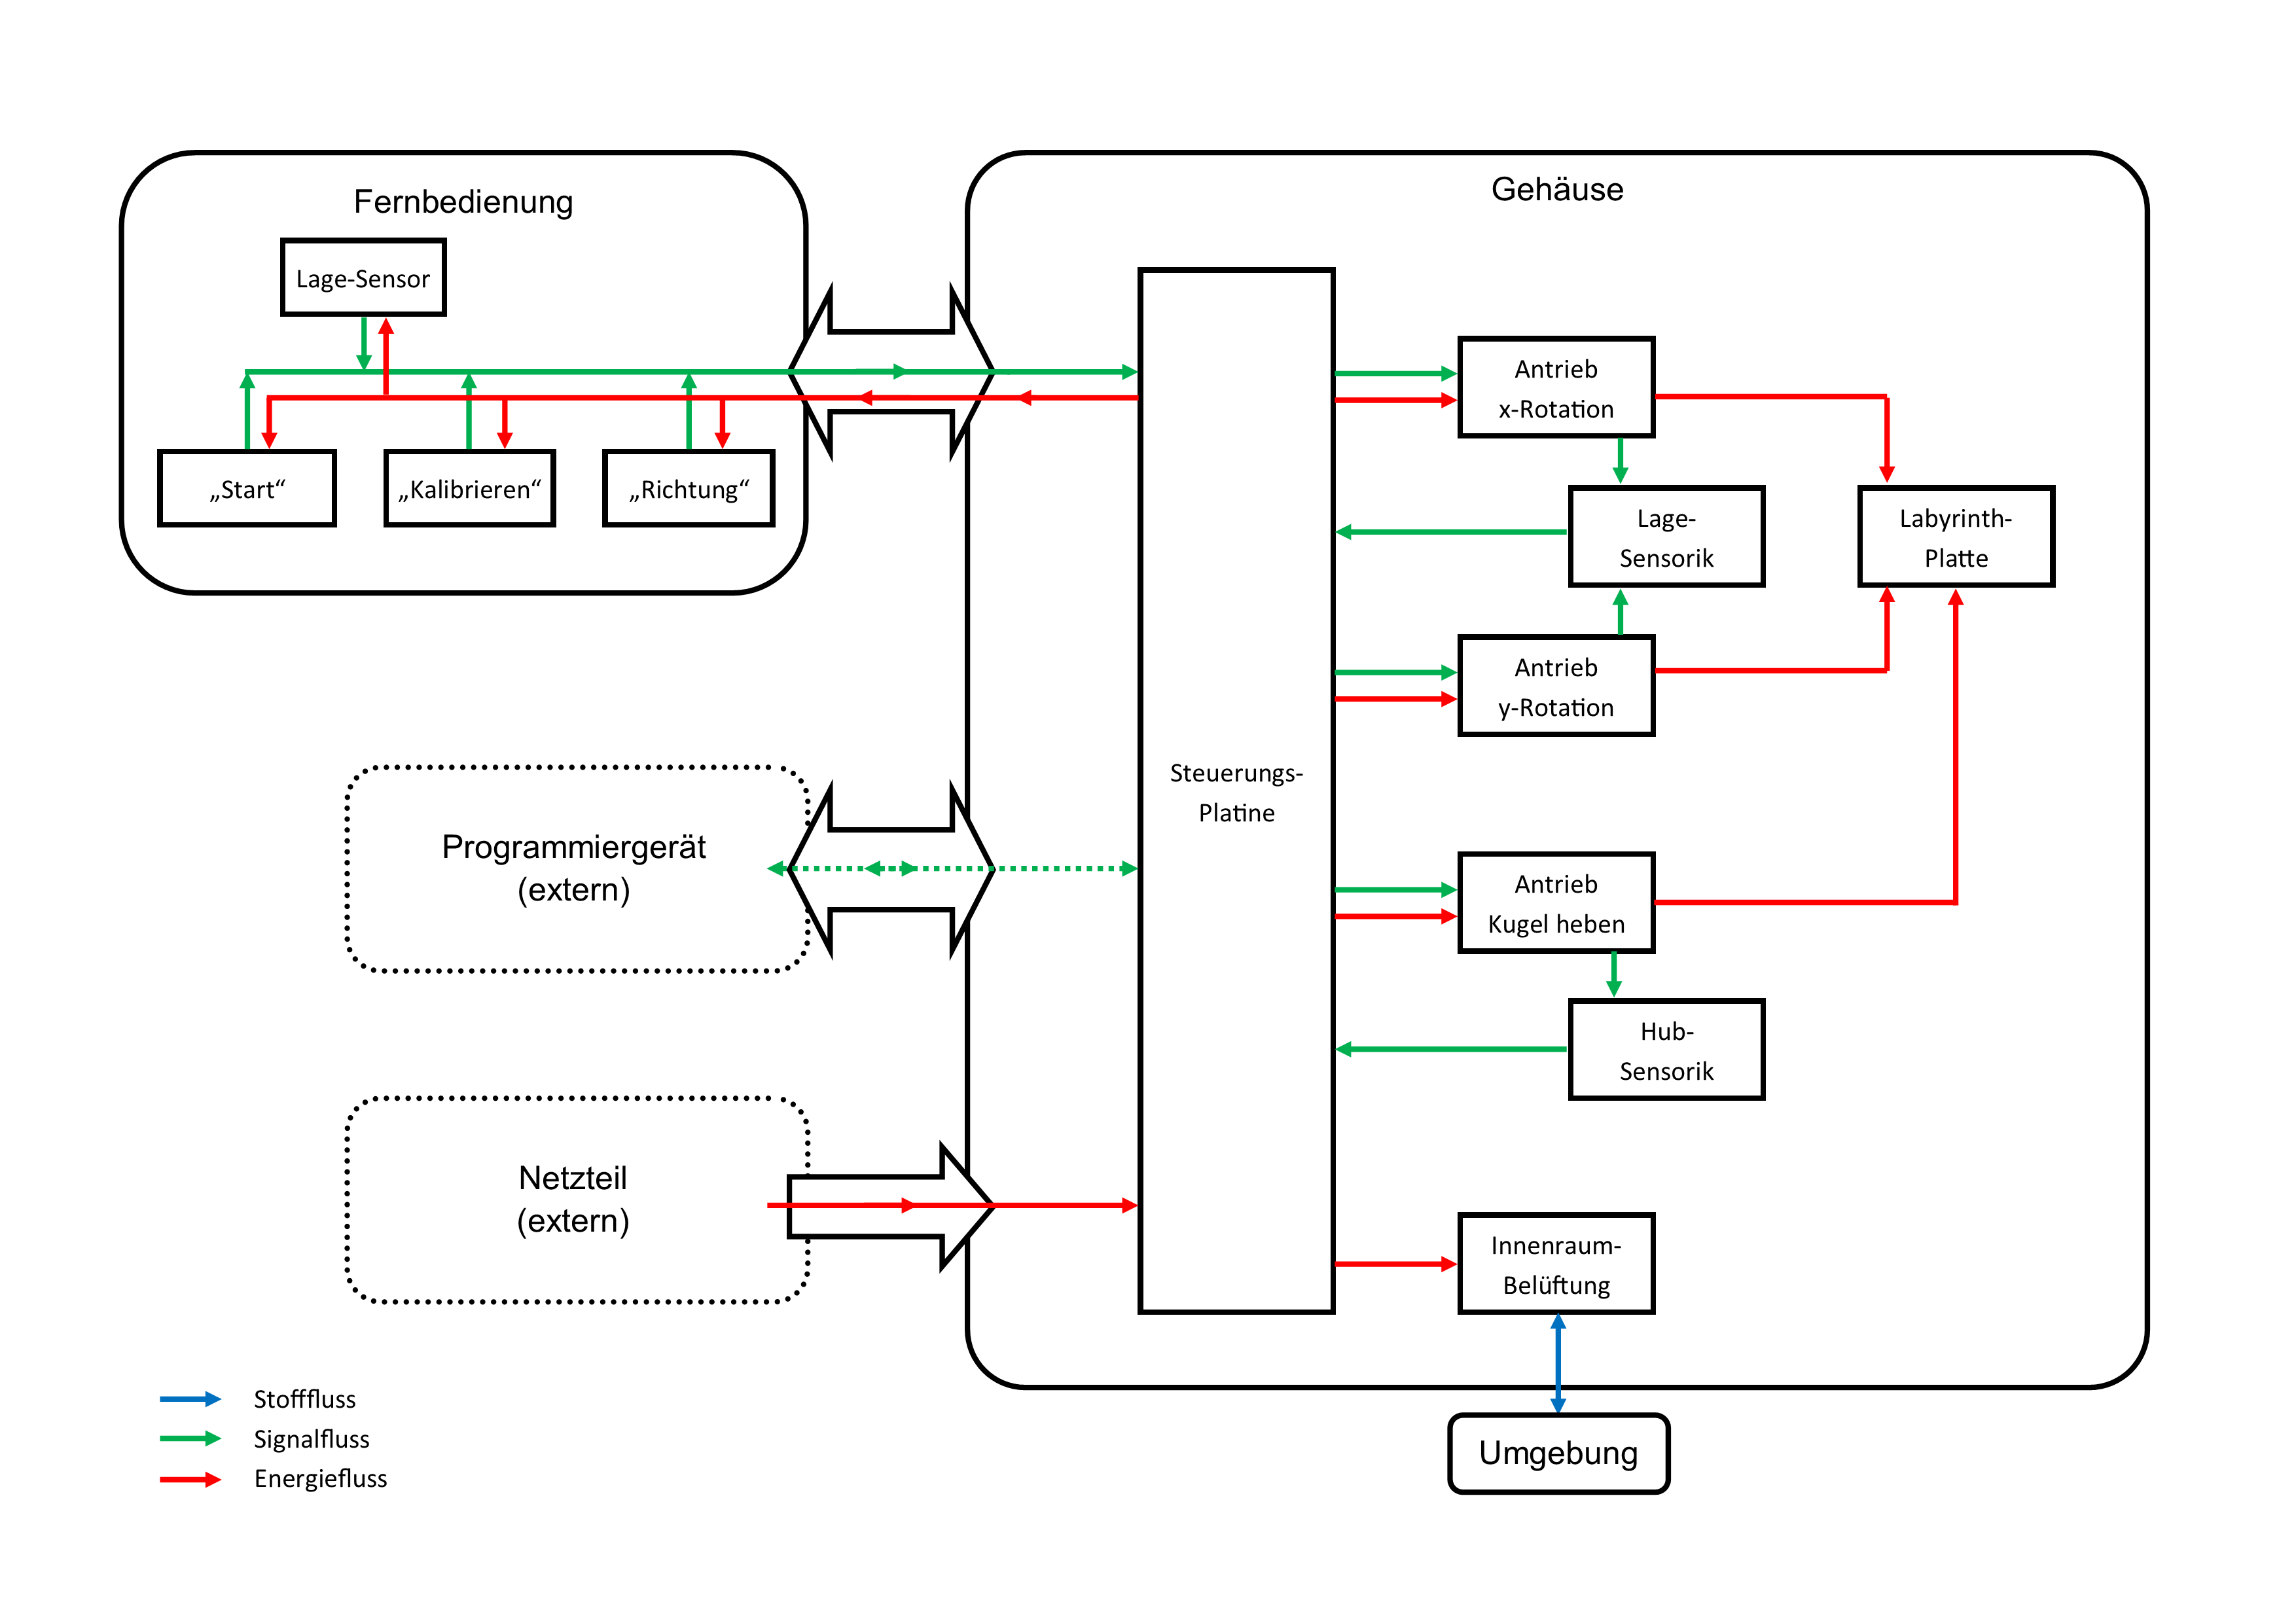 Fernbedienung
Lage-Sensor
„Start“
„Kalibrieren“
„Richtung“
Programmiergerät
(extern)
Netzteil
(extern)
Gehäuse
Steuerungs-
Platine
Antrieb
x-Rotation
Lage-
Sensorik
Labyrinth-
Platte
Antrieb
y-Rotation
Antrieb
Kugel heben
Hub-
Sensorik
Innenraum-
Belüftung
Umgebung
Stofffluss
Signalfluss
Energiefluss